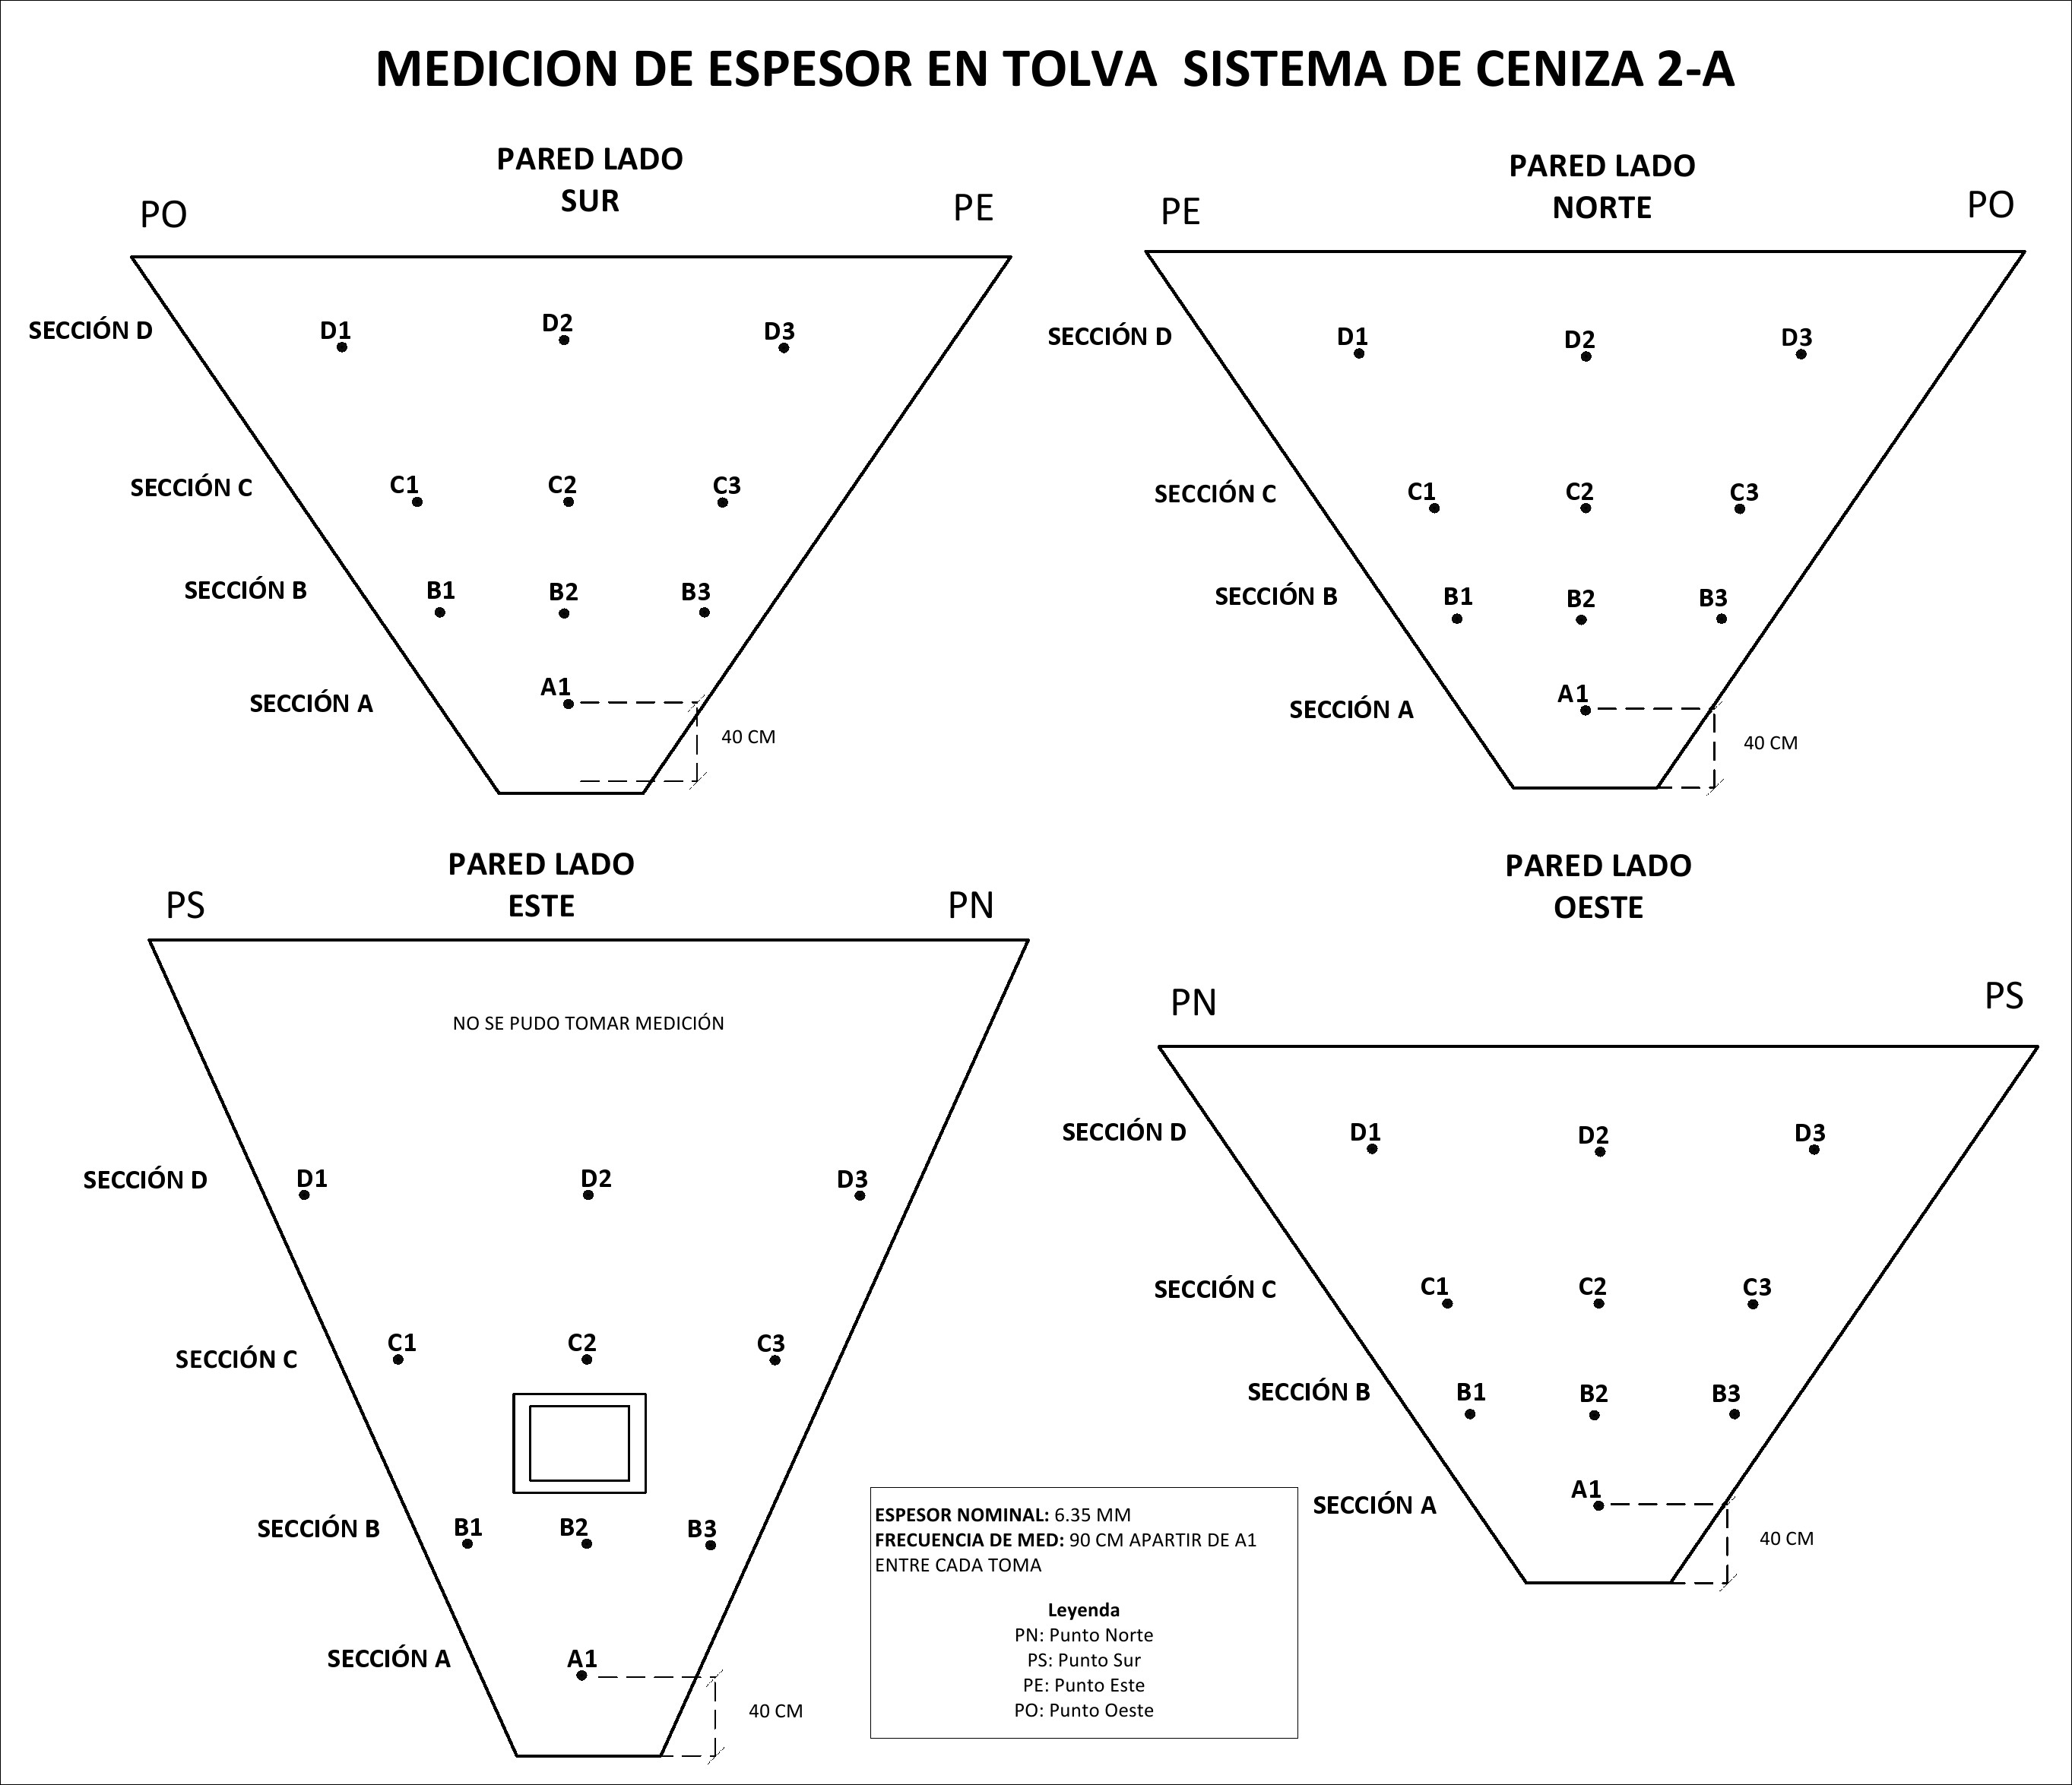 MEDICION DE ESPESOR EN TOLVA SISTEMA DE CENIZA 2-A
PARED LADO
SUR
PO
PE
SECCIÓN D
D1
D2
D3
SECCIÓN C
C1
C2
C3
SECCIÓN B
B1
B2
B3
SECCIÓN A
A1
40 CM
PARED LADO
NORTE
PE
PO
SECCIÓN D
D1
D2
D3
SECCIÓN C
C1
C2
C3
SECCIÓN B
B1
B2
B3
SECCIÓN A
A1
40 CM
PARED LADO
ESTE
PS
PN
NO SE PUDO TOMAR MEDICIÓN
SECCIÓN D
D1
D2
D3
SECCIÓN C
C1
C2
C3
SECCIÓN B
B1
B2
B3
SECCIÓN A
A1
40 CM
PARED LADO
OESTE
PN
PS
SECCIÓN D
D1
D2
D3
SECCIÓN C
C1
C2
C3
SECCIÓN B
B1
B2
B3
SECCIÓN A
A1
40 CM
ESPESOR NOMINAL: 6.35 MM
FRECUENCIA DE MED: 90 CM APARTIR DE A1
ENTRE CADA TOMA
Leyenda
PN: Punto Norte
PS: Punto Sur
PE: Punto Este
PO: Punto Oeste